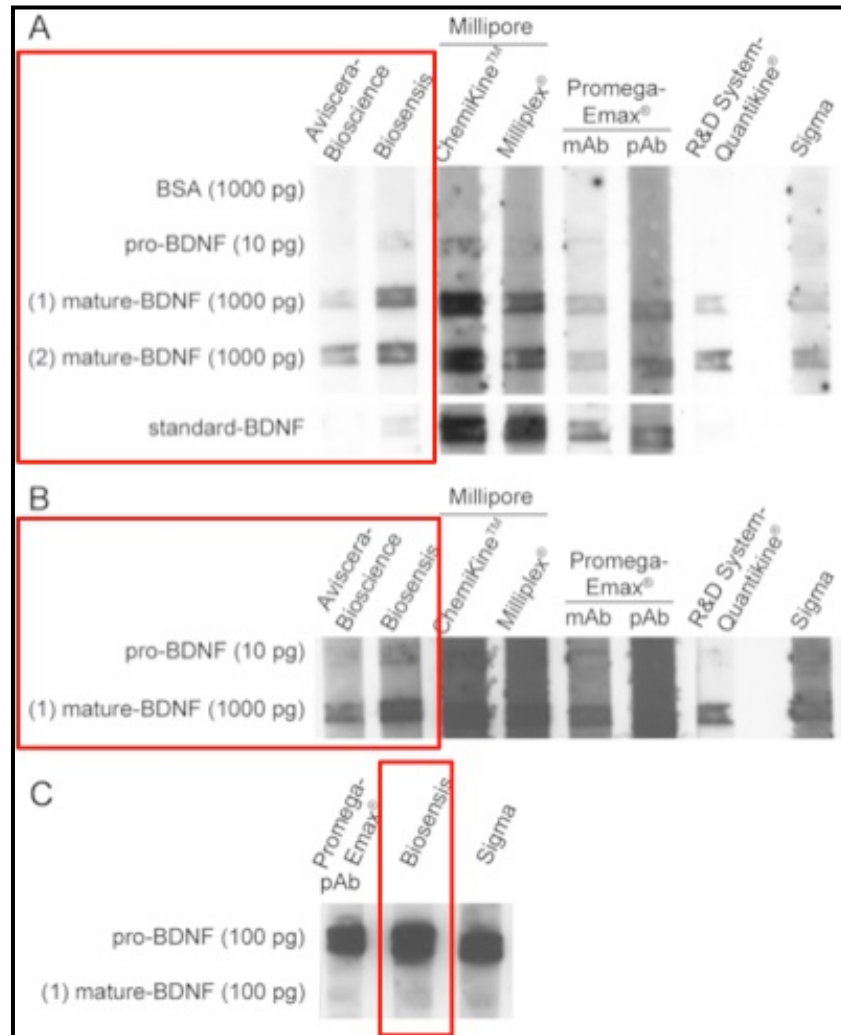 A
Millipore
Aviscera-
Bioscience
Biosensis
ChemiKine™
Milliplex®
Promega-
Emax®
mAb
pAb
R&D System-
Quantikine®
Sigma
BSA (1000 pg)
pro-BDNF (10 pg)
(1) mature-BDNF (1000 pg)
(2) mature-BDNF (1000 pg)
standard-BDNF
B
Millipore
Aviscera-
Bioscience
Biosensis
ChemiKine™
Milliplex®
Promega-
Emax®
mAb
pAb
R&D System-
Quantikine®
Sigma
pro-BDNF (10 pg)
(1) mature-BDNF (1000 pg)
C
Promega-
Emax®
pAb
Biosensis
Sigma
pro-BDNF (100 pg)
(1) mature-BDNF (100 pg)